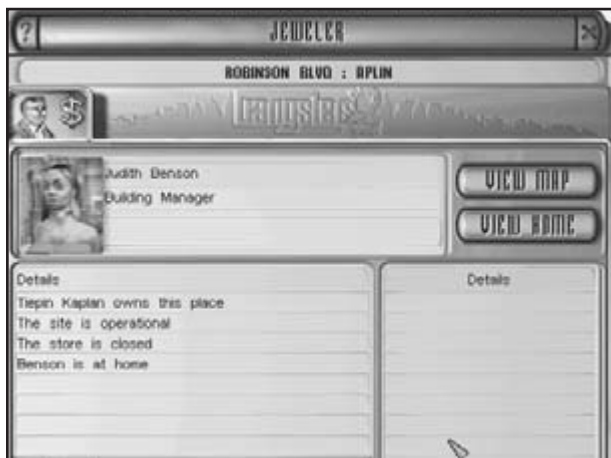 ?
JEWELER
X
ROBINSON BLVD : APLIN
$
Gangsters 2
Judith Benson
Building Manager
VIEW MAP
VIEW HOME
Details
Tiepin Kaplan owns this place
The site is operational
The store is closed
Benson is at home
Details